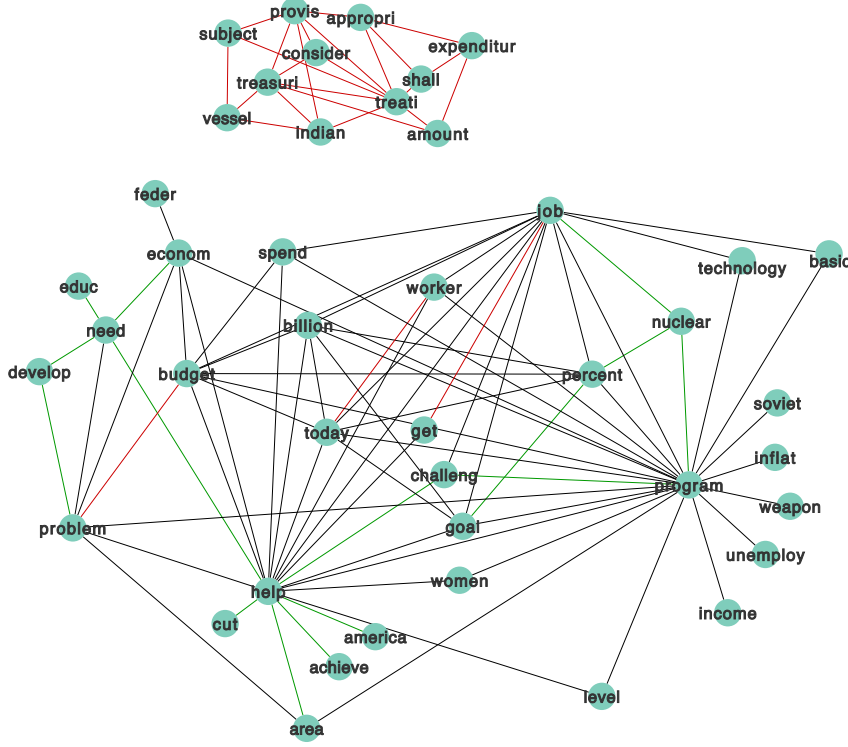 provis
appropri
subject
expenditur
consider
shall
treasuri
treati
vessel
indian
amount
feder
job
econom
spend
basic
technology
educ
worker
nuclear
need
billion
develop
budget
percent
soviet
today
get
inflat
challeng
program
weapon
problem
goal
unemploy
women
help
income
cut
america
achieve
level
area